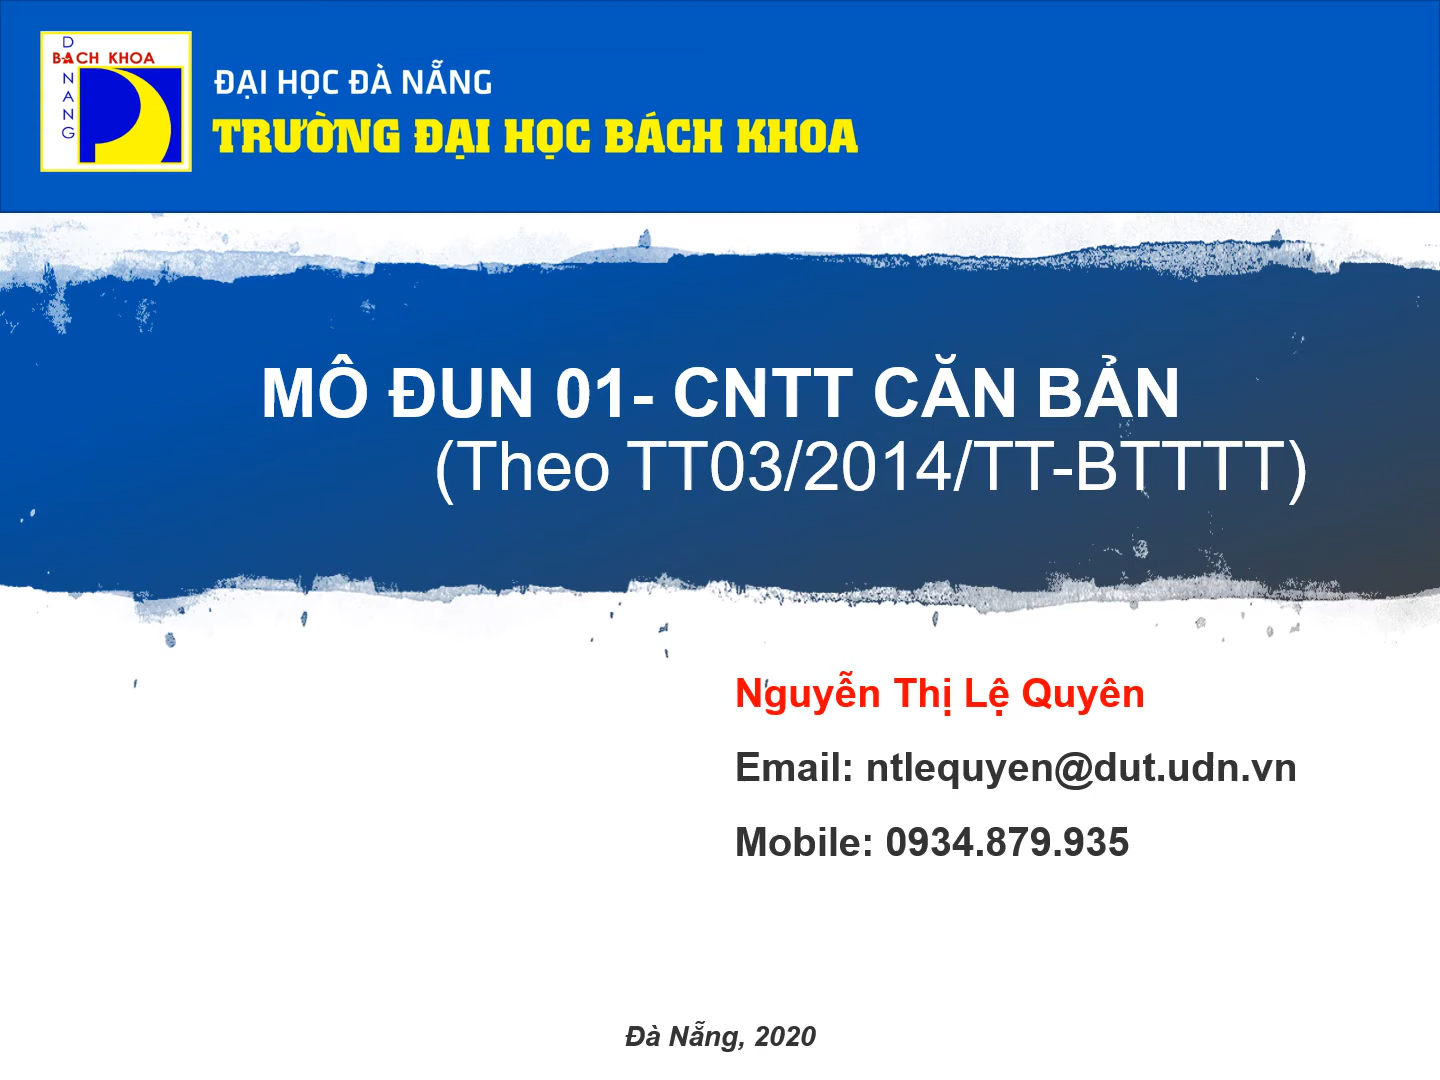 DANANG
BÁCH KHOA
ĐẠI HỌC ĐÀ NẴNG
TRƯỜNG ĐẠI HỌC BÁCH KHOA
MÔ ĐUN 01- CNTT CĂN BẢN
(Theo TT03/2014/TT-BTTTT)
Nguyễn Thị Lệ Quyên
Email: ntlequyen@dut.udn.vn
Mobile: 0934.879.935
Đà Nẵng, 2020